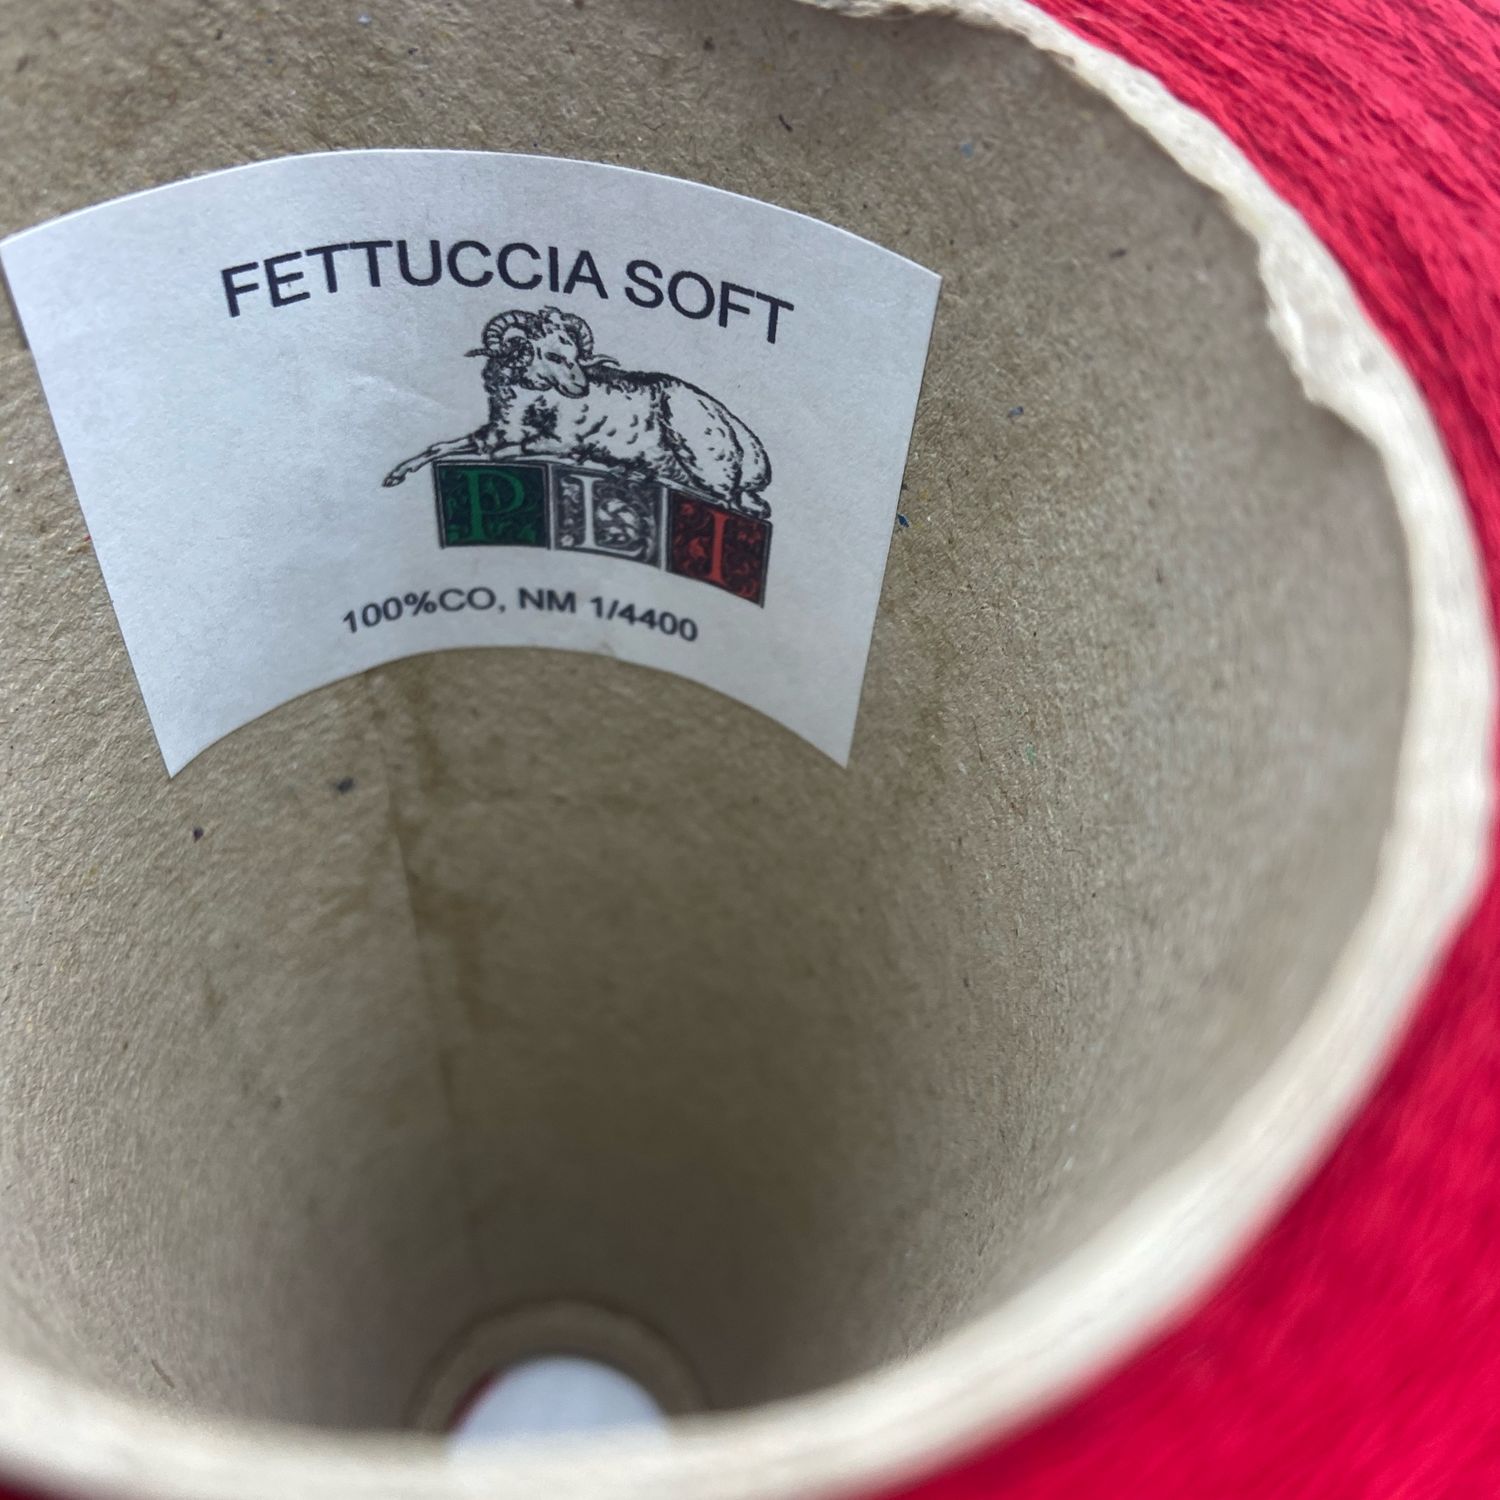 FETTUCCIA SOFT
PLI
100%CO, NM 1/4400